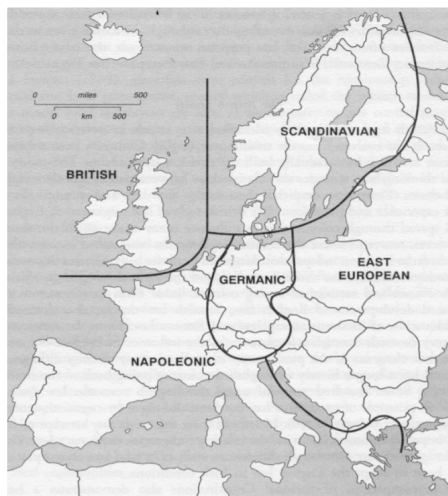 miles
0 500
0 500
km
SCANDINAVIAN
BRITISH
EAST
EUROPEAN
GERMANIC
NAPOLEONIC